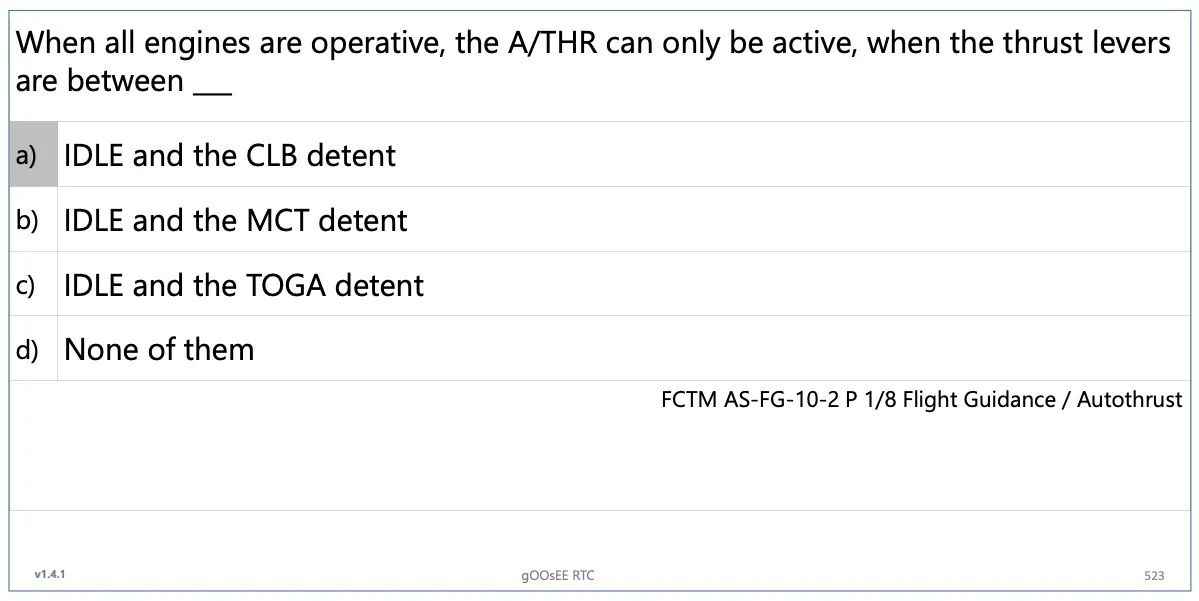 When all engines are operative, the A/THR can only be active, when the thrust levers
are between ___
a) IDLE and the CLB detent
b) IDLE and the MCT detent
c) IDLE and the TOGA detent
d) None of them
FCTM AS-FG-10-2 P 1/8 Flight Guidance / Autothrust
v1.4.1 gOOsEE RTC 523